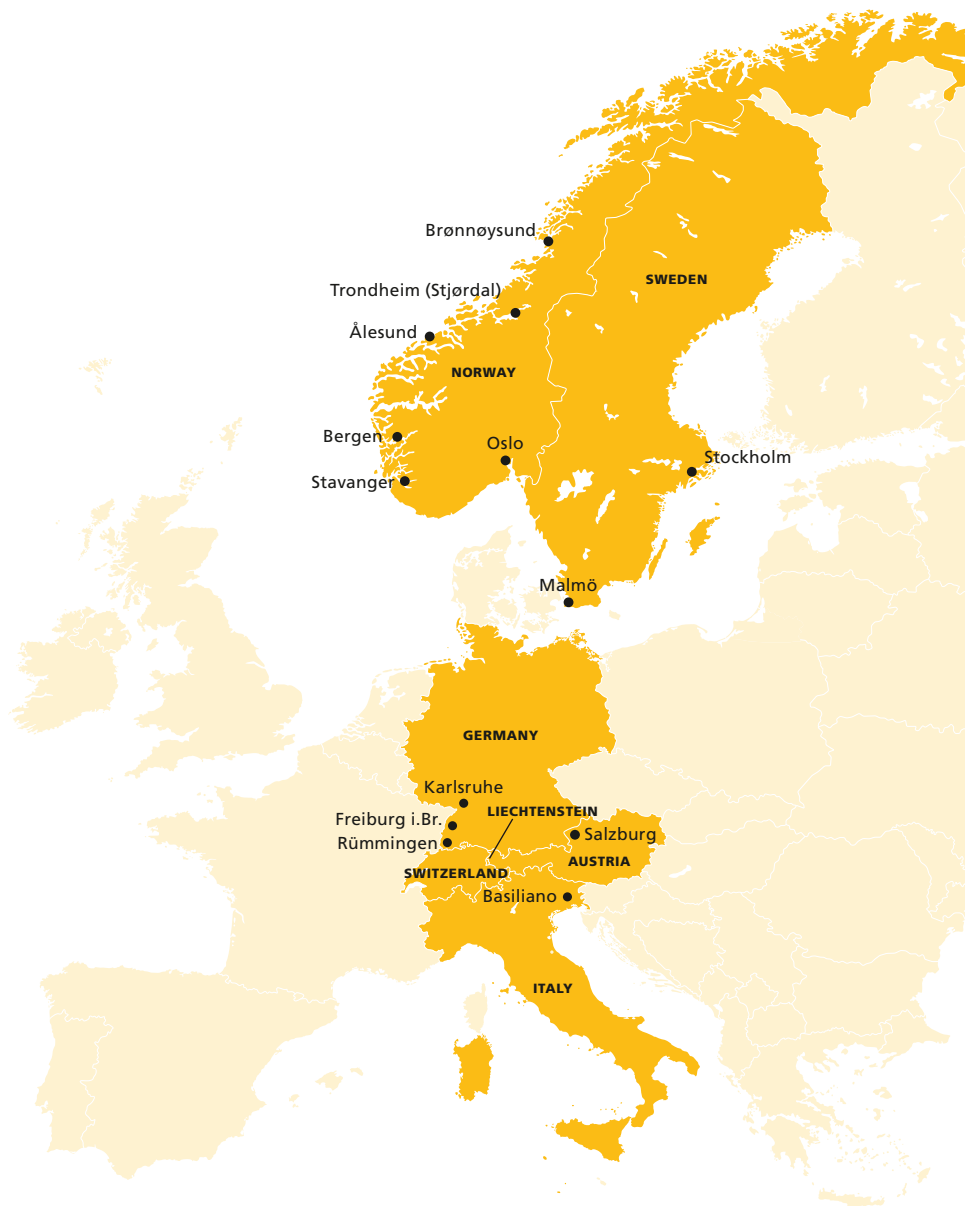 Brønnøysund
SWEDEN
Trondheim (Stjørdal)
Ålesund
NORWAY
Bergen
Oslo
Stockholm
Stavanger
Malmö
GERMANY
Karlsruhe
LIECHTENSTEIN
Freiburg i.Br.
Salzburg
Rümmingen
AUSTRIA
SWITZERLAND
Basiliano
ITALY